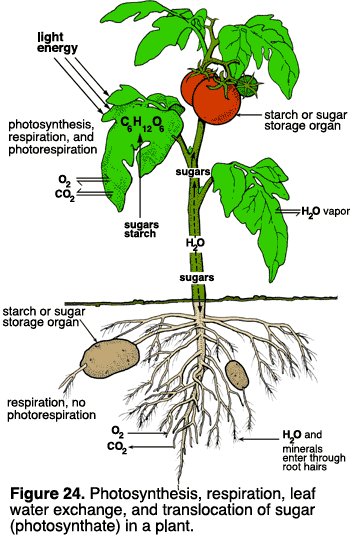 light
energy
photosynthesis,
respiration, and
photorespiration
C6H12O6
sugars
starch
O2
CO2
starch or sugar
storage organ
sugars
H2O vapor
H2O
sugars
starch or sugar
storage organ
respiration, no
photorespiration
O2
CO2
H2O and
minerals
enter through
root hairs
Figure 24. Photosynthesis, respiration, leaf
water exchange, and translocation of sugar
(photosynthate) in a plant.